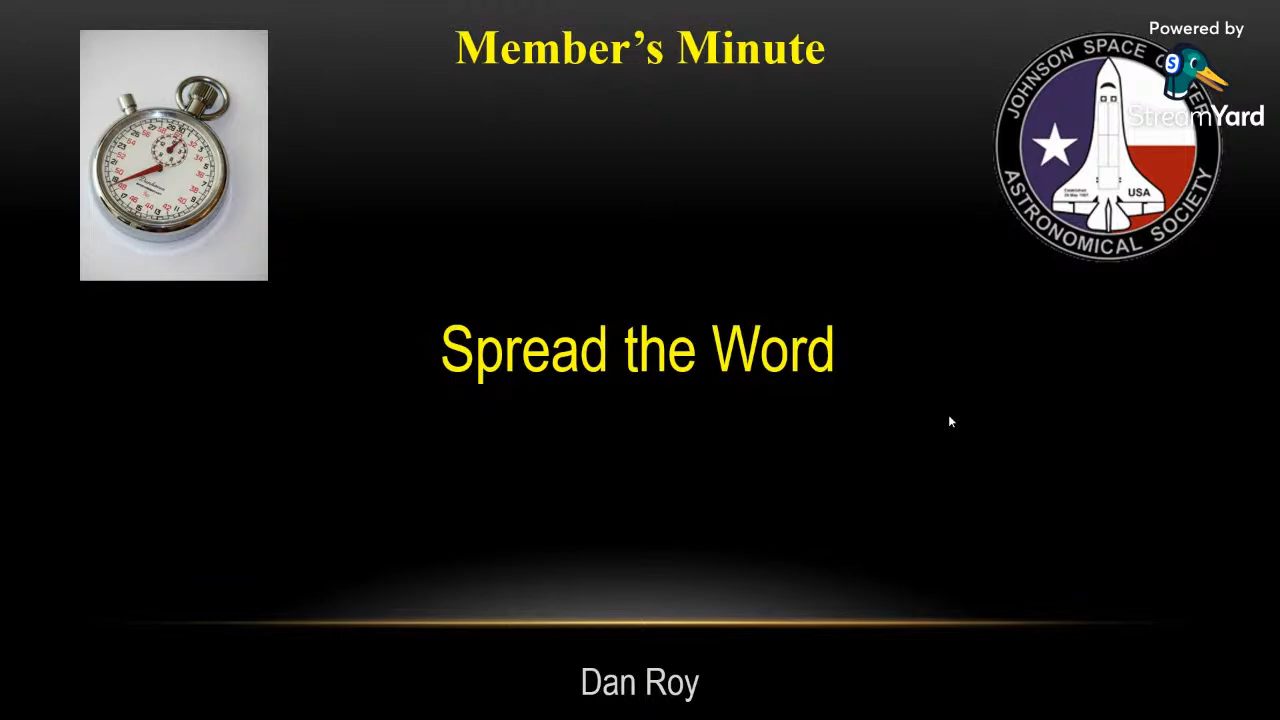 Member’s Minute
Powered by
StreamYard
JOHNSON SPACE CENTER
ASTRONOMICAL SOCIETY
USA
Spread the Word
Dan Roy